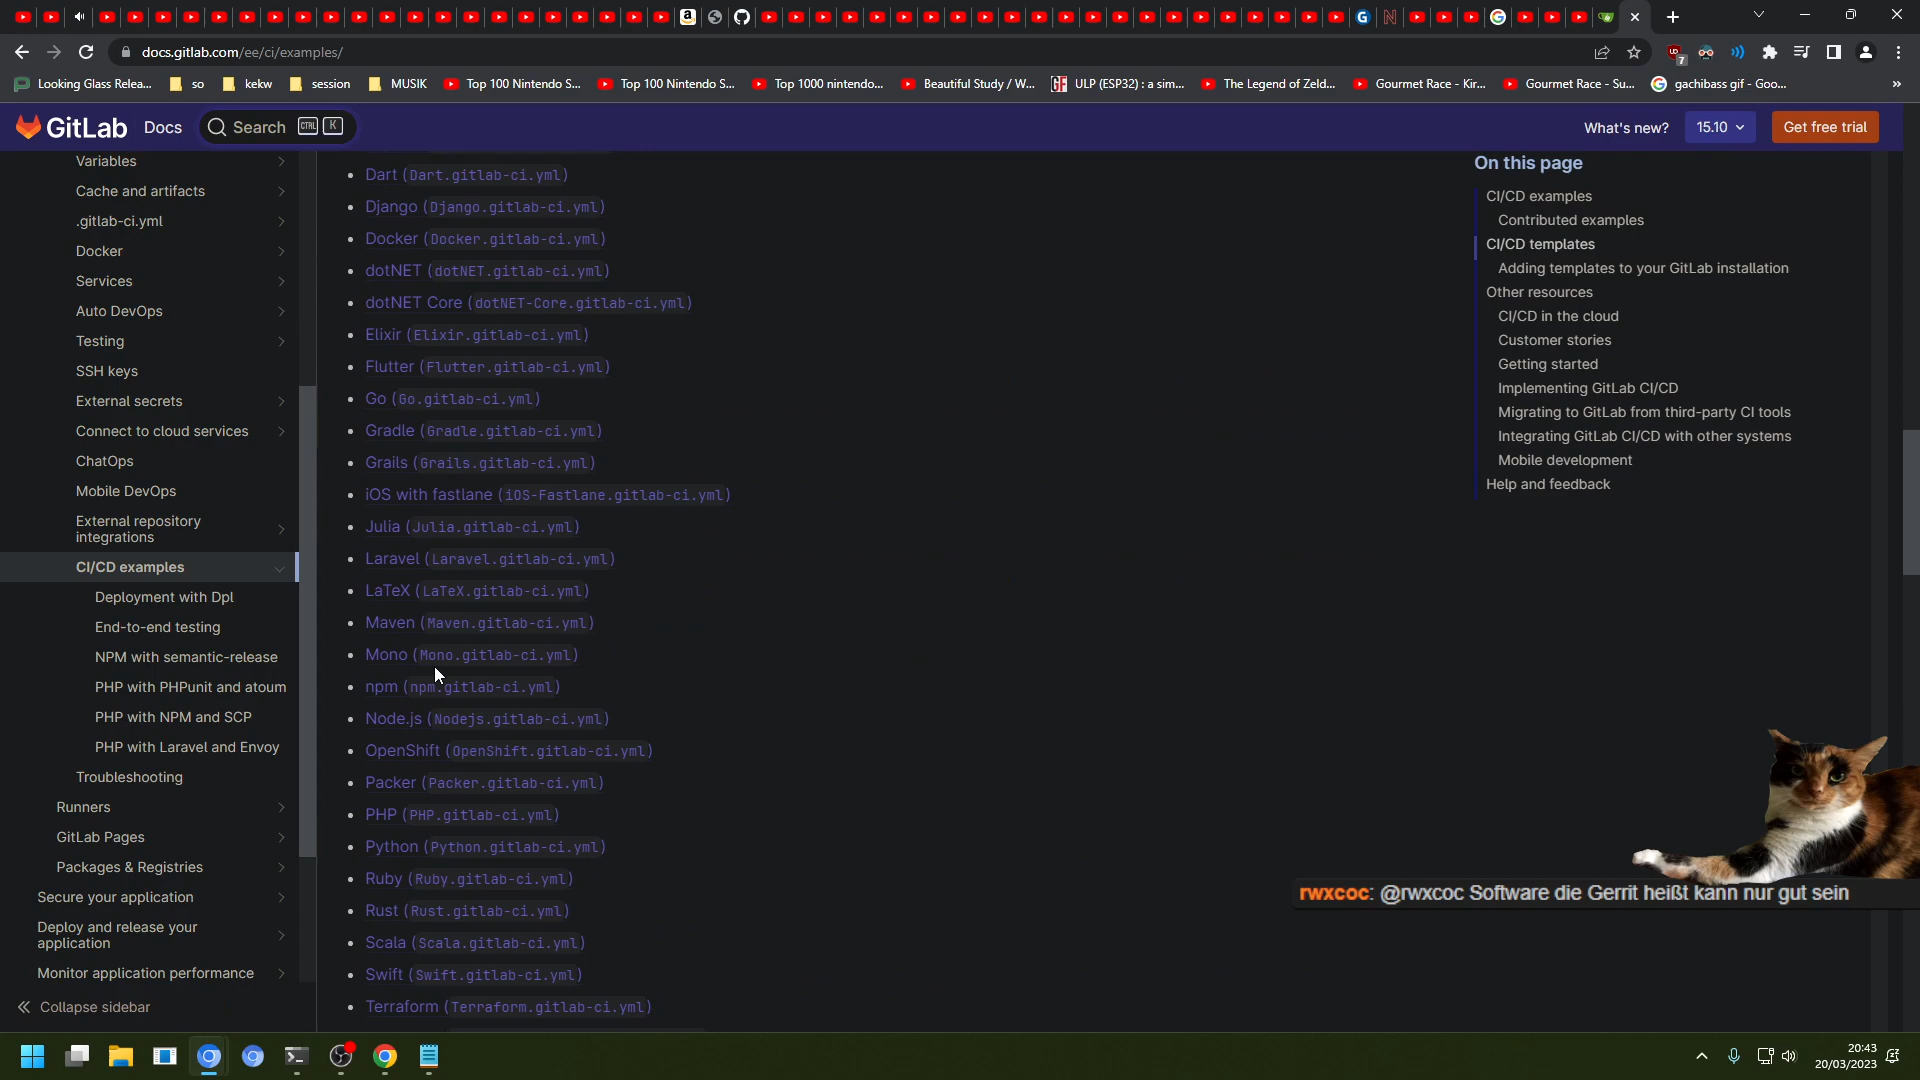 docs.gitlab.com/ee/ci/examples/
7
Looking Glass Relea...
so
kekw
session
MUSIK
Top 100 Nintendo S...
Top 100 Nintendo S...
Top 1000 nintendo...
Beautiful Study / W...
GF
ULP (ESP32) : a sim...
The Legend of Zeld...
Gourmet Race - Kir...
Gourmet Race - Su...
gachibass gif - Goo...
GitLab Docs
Search CTRL K
What's new?
15.10
Get free trial
Variables
Cache and artifacts
.gitlab-ci.yml
Docker
Services
Auto DevOps
Testing
SSH keys
External secrets
Connect to cloud services
ChatOps
Mobile DevOps
External repository
integrations
CI/CD examples
Deployment with Dpl
End-to-end testing
NPM with semantic-release
PHP with PHPunit and atoum
PHP with NPM and SCP
PHP with Laravel and Envoy
Troubleshooting
Runners
GitLab Pages
Packages & Registries
Secure your application
Deploy and release your
application
Monitor application performance
Collapse sidebar
Dart (Dart.gitlab-ci.yml)
Django (Django.gitlab-ci.yml)
Docker (Docker.gitlab-ci.yml)
dotNET (dotNET.gitlab-ci.yml)
dotNET Core (dotNET-Core.gitlab-ci.yml)
Elixir (Elixir.gitlab-ci.yml)
Flutter (Flutter.gitlab-ci.yml)
Go (Go.gitlab-ci.yml)
Gradle (Gradle.gitlab-ci.yml)
Grails (Grails.gitlab-ci.yml)
iOS with fastlane (iOS-Fastlane.gitlab-ci.yml)
Julia (Julia.gitlab-ci.yml)
Laravel (Laravel.gitlab-ci.yml)
LaTeX (LaTeX.gitlab-ci.yml)
Maven (Maven.gitlab-ci.yml)
Mono (Mono.gitlab-ci.yml)
npm (npm.gitlab-ci.yml)
Node.js (Nodejs.gitlab-ci.yml)
OpenShift (OpenShift.gitlab-ci.yml)
Packer (Packer.gitlab-ci.yml)
PHP (PHP.gitlab-ci.yml)
Python (Python.gitlab-ci.yml)
Ruby (Ruby.gitlab-ci.yml)
Rust (Rust.gitlab-ci.yml)
Scala (Scala.gitlab-ci.yml)
Swift (Swift.gitlab-ci.yml)
Terraform (Terraform.gitlab-ci.yml)
On this page
CI/CD examples
Contributed examples
CI/CD templates
Adding templates to your GitLab installation
Other resources
CI/CD in the cloud
Customer stories
Getting started
Implementing GitLab CI/CD
Migrating to GitLab from third-party CI tools
Integrating GitLab CI/CD with other systems
Mobile development
Help and feedback
rwxcoc: @rwxcoc Software die Gerrit heißt kann nur gut sein
20:43
20/03/2023